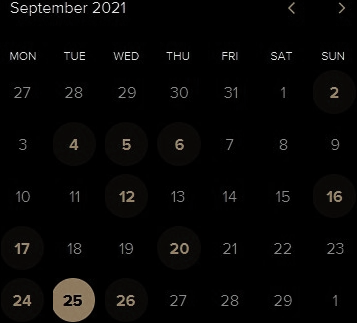 September 2021
MON TUE WED THU FRI SAT SUN
27 28 29 30 31 1 2
3 4 5 6 7 8 9
10 11 12 13 14 15 16
17 18 19 20 21 22 23
24 25 26 27 28 29 1